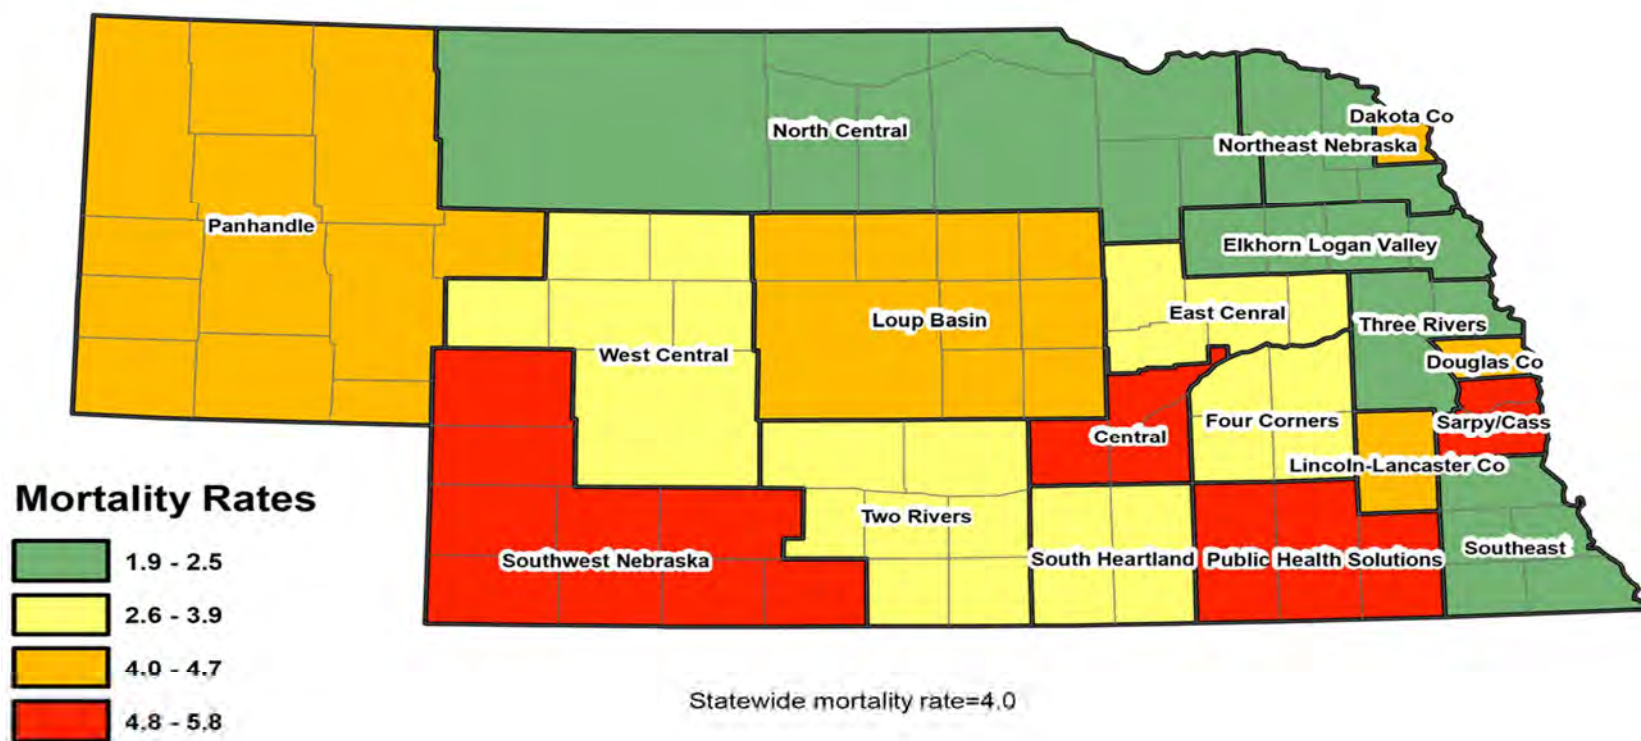 Dakota Co
North Central
Northeast Nebraska
Panhandle
Elkhorn Logan Valley
East Cenral
Loup Basin
Three Rivers
West Central
Douglas Co
Four Corners
Sarpy/Cass
Central
Lincoln-Lancaster Co
Mortality Rates
Two Rivers
Southeast
Southwest Nebraska
South Heartland
Public Health Solutions
1.9 - 2.5
2.6 - 3.9
4.0 - 4.7
4.8 - 5.8
Statewide mortality rate=4.0